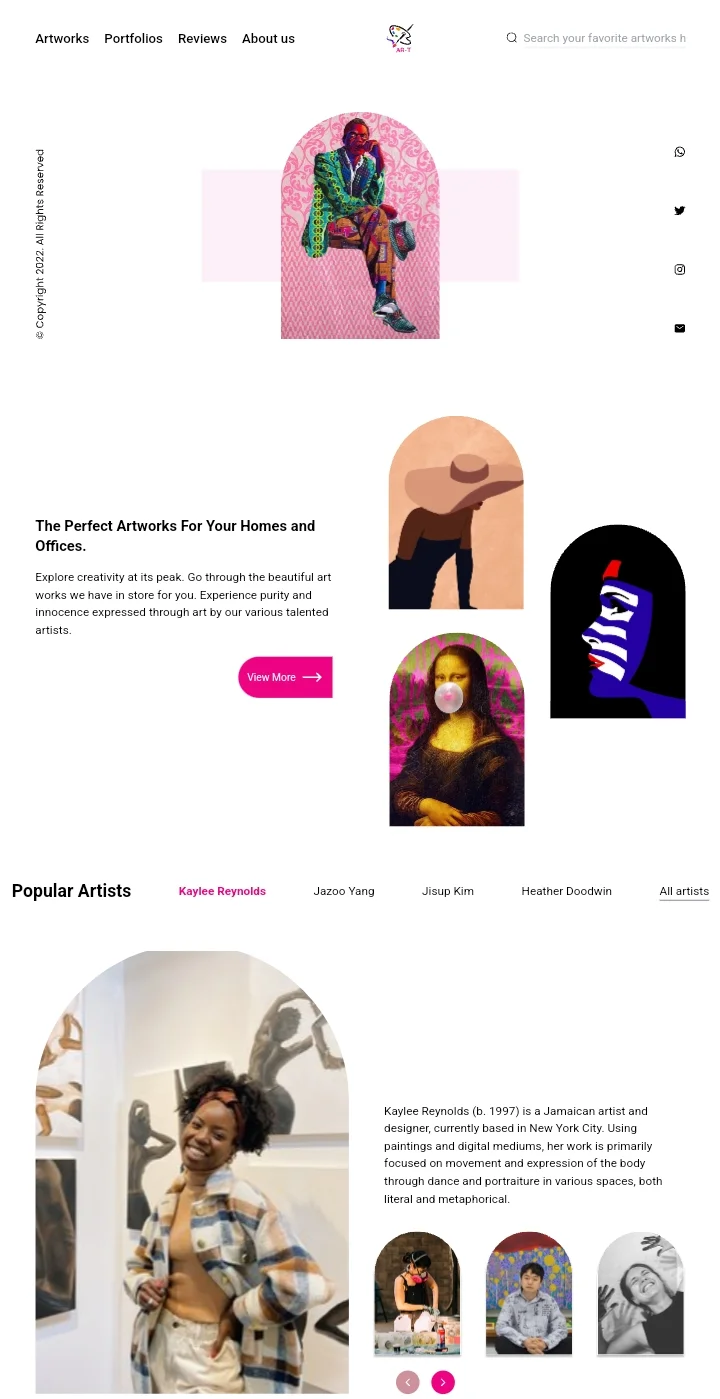 Artworks Portfolios Reviews About us
AR-T
Search your favorite artworks h
© Copyright 2022. All Rights Reserved
The Perfect Artworks For Your Homes and
Offices.
Explore creativity at its peak. Go through the beautiful art
works we have in store for you. Experience purity and
innocence expressed through art by our various talented
artists.
View More
Popular Artists Kaylee Reynolds Jazoo Yang Jisup Kim Heather Doodwin All artists
Kaylee Reynolds (b. 1997) is a Jamaican artist and
designer, currently based in New York City. Using
paintings and digital mediums, her work is primarily
focused on movement and expression of the body
through dance and portraiture in various spaces, both
literal and metaphorical.